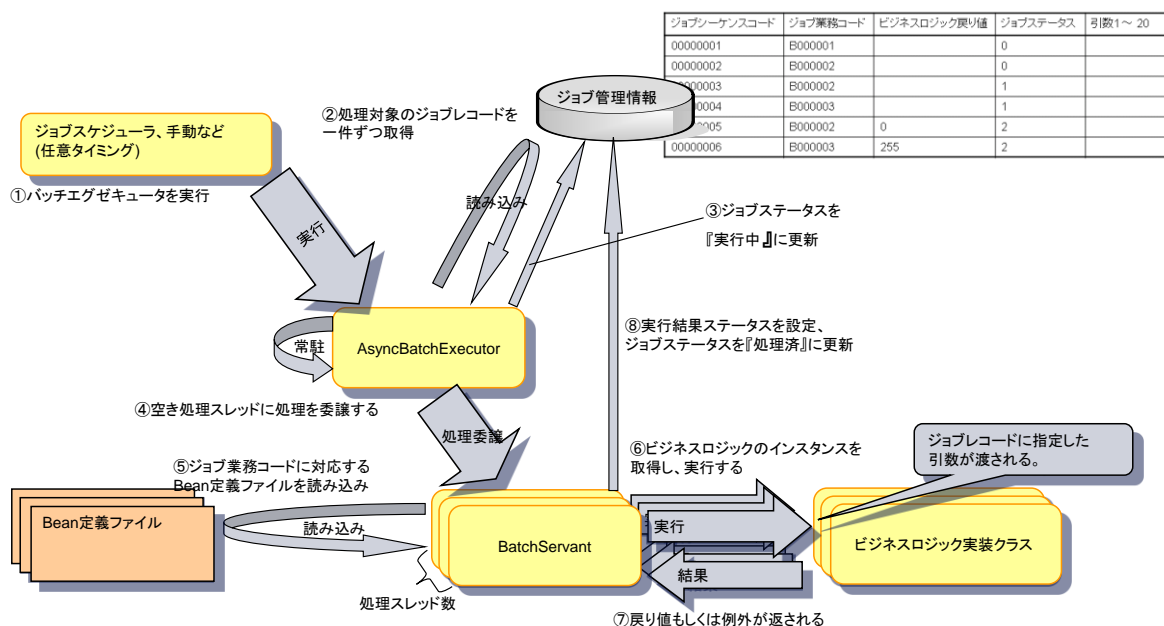 ジョブシーケンスコード ジョブ業務コード ビジネスロジック戻り値 ジョブステータス 引数1～ 20
00000001 B000001 0
00000002 B000002 0
000003 B000002 1
0004 B000003 1
005 B000002 0 2
00000006 B000003 255 2
ジョブ管理情報
②処理対象のジョブレコードを
一件ずつ取得
ジョブスケジューラ、手動など
(任意タイミング)
①バッチエグゼキュータを実行
実行
読み込み
③ジョブステータスを
『実行中』に更新
常駐
AsyncBatchExecutor
⑧実行結果ステータスを設定、
ジョブステータスを『処理済』に更新
④空き処理スレッドに処理を委譲する
処理委譲
⑥ビジネスロジックのインスタンスを
取得し、実行する
ジョブレコードに指定した
引数が渡される。
⑤ジョブ業務コードに対応する
Bean定義ファイルを読み込み
Bean定義ファイル
読み込み
実行
BatchServant
ビジネスロジック実装クラス
結果
処理スレッド数
⑦戻り値もしくは例外が返される